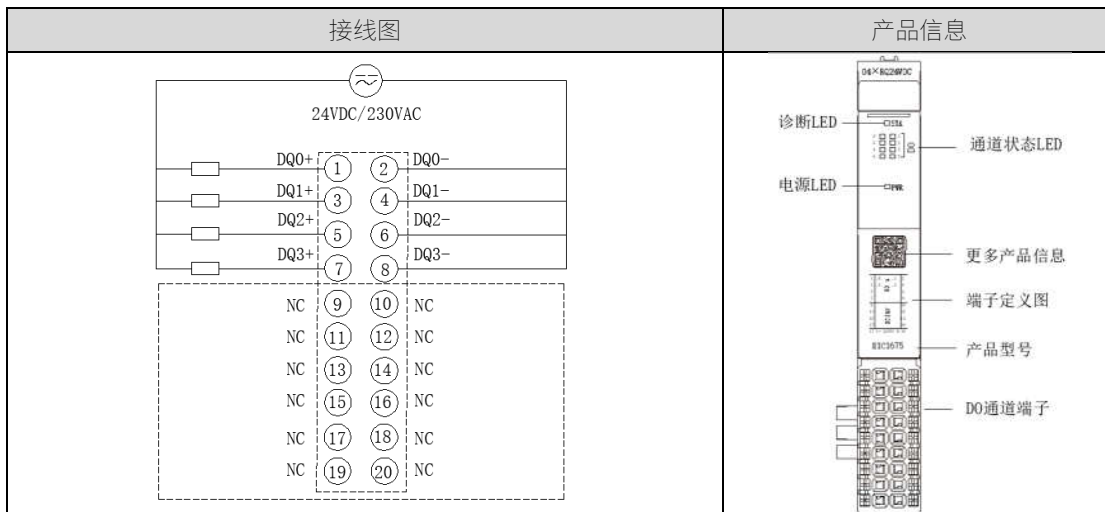 接线图
产品信息
24VDC/230VAC
DQ0+ 1 2 DQ0-
DQ1+ 3 4 DQ1-
DQ2+ 5 6 DQ2-
DQ3+ 7 8 DQ3-
NC 9 10 NC
NC 11 12 NC
NC 13 14 NC
NC 15 16 NC
NC 17 18 NC
NC 19 20 NC
诊断LED
通道状态LED
DO
电源LED
PWR
更多产品信息
端子定义图
产品型号
DO通道端子